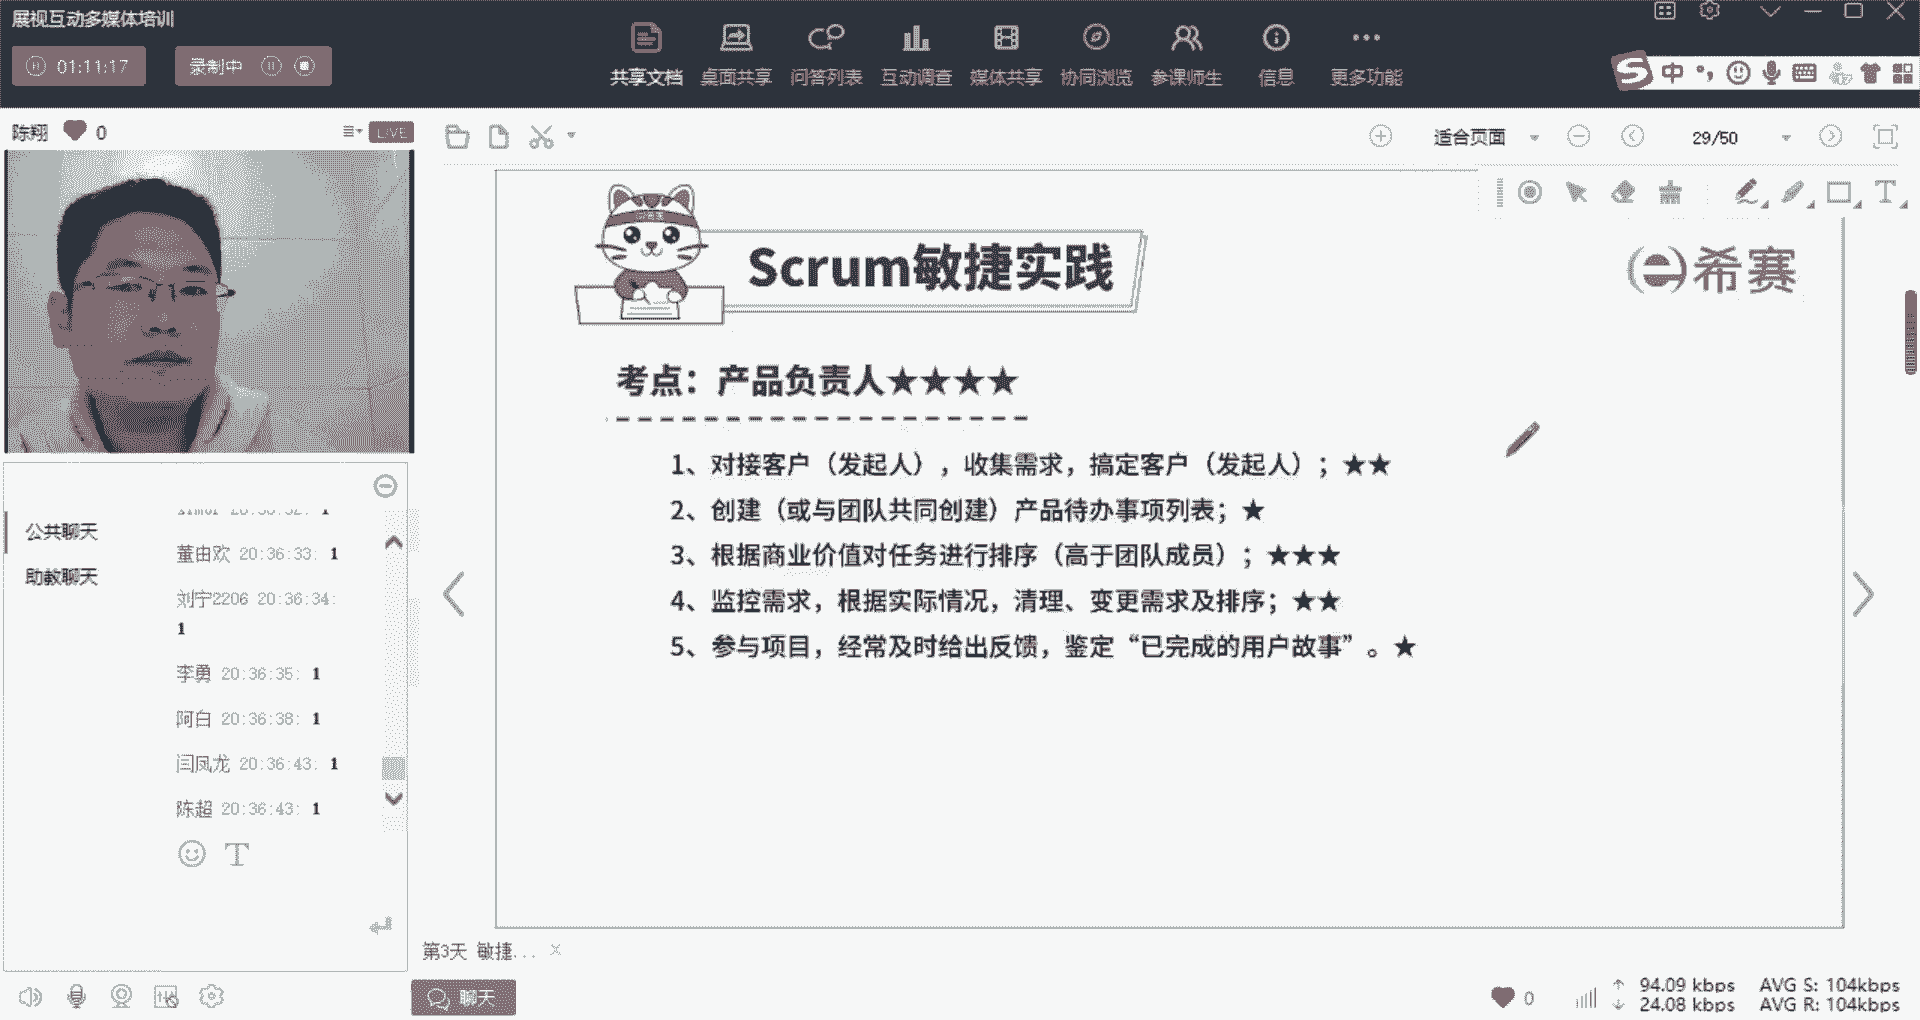 展视互动多媒体培训
01:11:17
录制中
共享文档
桌面共享
问答列表
互动调查
媒体共享
协同浏览
参课师生
信息
更多功能
中
陈翔
0
LIVE
适合页面
29/50
Scrum敏捷实践
希赛
考点：产品负责人★★★★
1、对接客户（发起人），收集需求，搞定客户（发起人）；★★
2、创建（或与团队共同创建）产品待办事项列表；★
3、根据商业价值对任务进行排序（高于团队成员）；★★★
4、监控需求，根据实际情况，清理、变更需求及排序；★★
5、参与项目，经常及时给出反馈，鉴定“已完成的用户故事”。★
公共聊天
助教聊天
董由欢 20:36:33: 1
刘宁2206 20:36:34:
1
李勇 20:36:35: 1
阿白 20:36:38: 1
闫凤龙 20:36:43: 1
陈超 20:36:43: 1
第3天 敏捷...
聊天
0
94.09 kbps
AVG S: 104kbps
24.08 kbps
AVG R: 104kbps